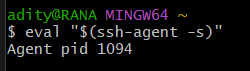 adity@RANA MINGW64 ~
$ eval "$(ssh-agent -s)"
Agent pid 1094